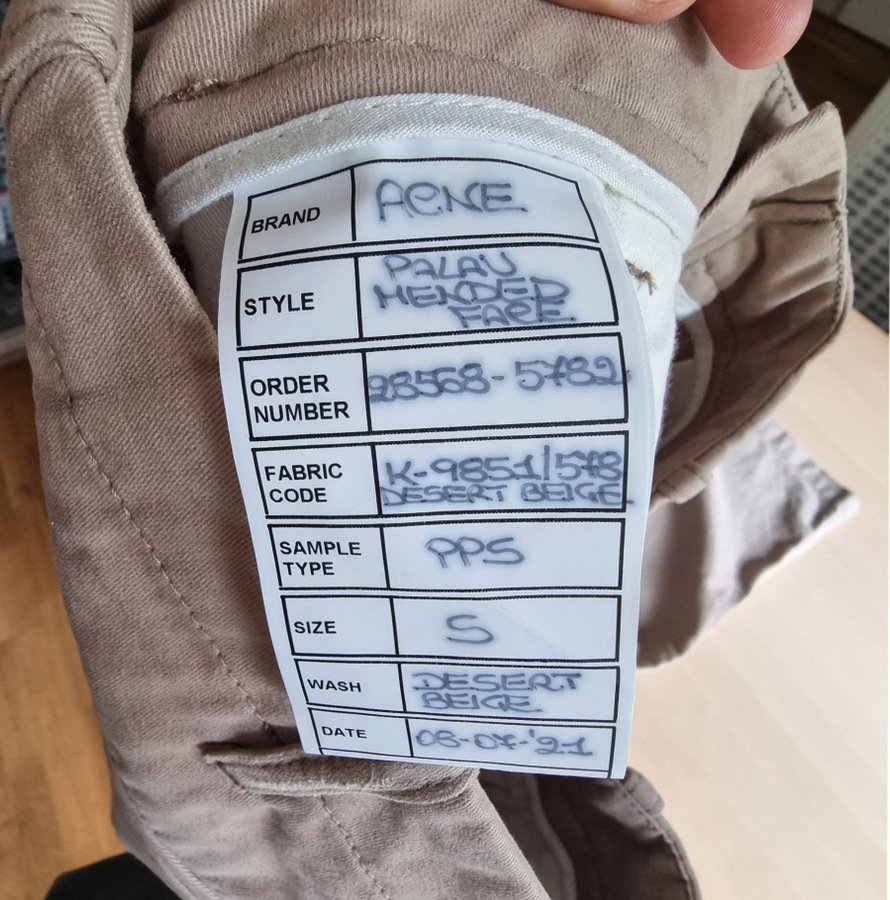 BRAND ACNE
STYLE PALAU
MENDED
FACE
ORDER
NUMBER 28568-5782
FABRIC
CODE K-9851/578
DESERT BEIGE
SAMPLE
TYPE PPS
SIZE S
WASH DESERT
BEIGE
DATE 08-07-'21